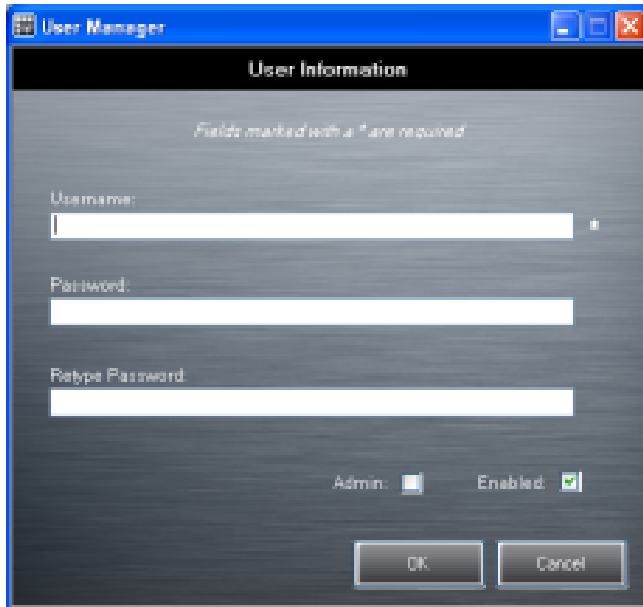 User Manager
User Information
Fields marked with a * are required
Username:
*
Password:
Retype Password:
Admin:
Enabled:
OK
Cancel